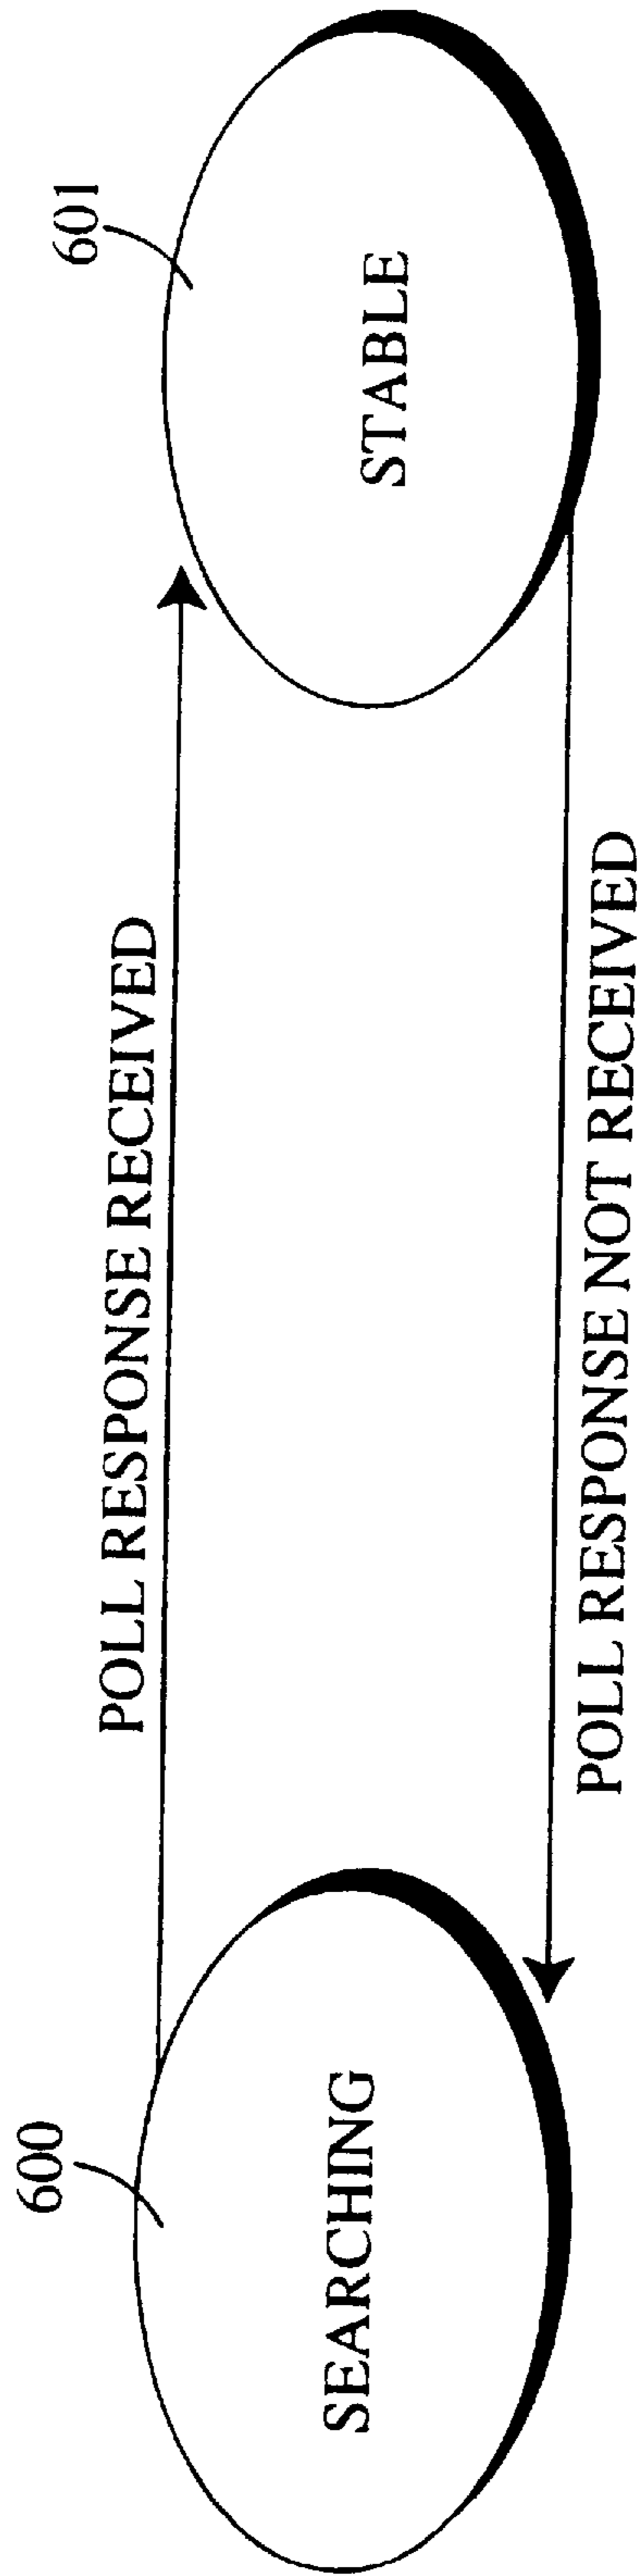 600
601
POLL RESPONSE RECEIVED
SEARCHING
STABLE
POLL RESPONSE NOT RECEIVED